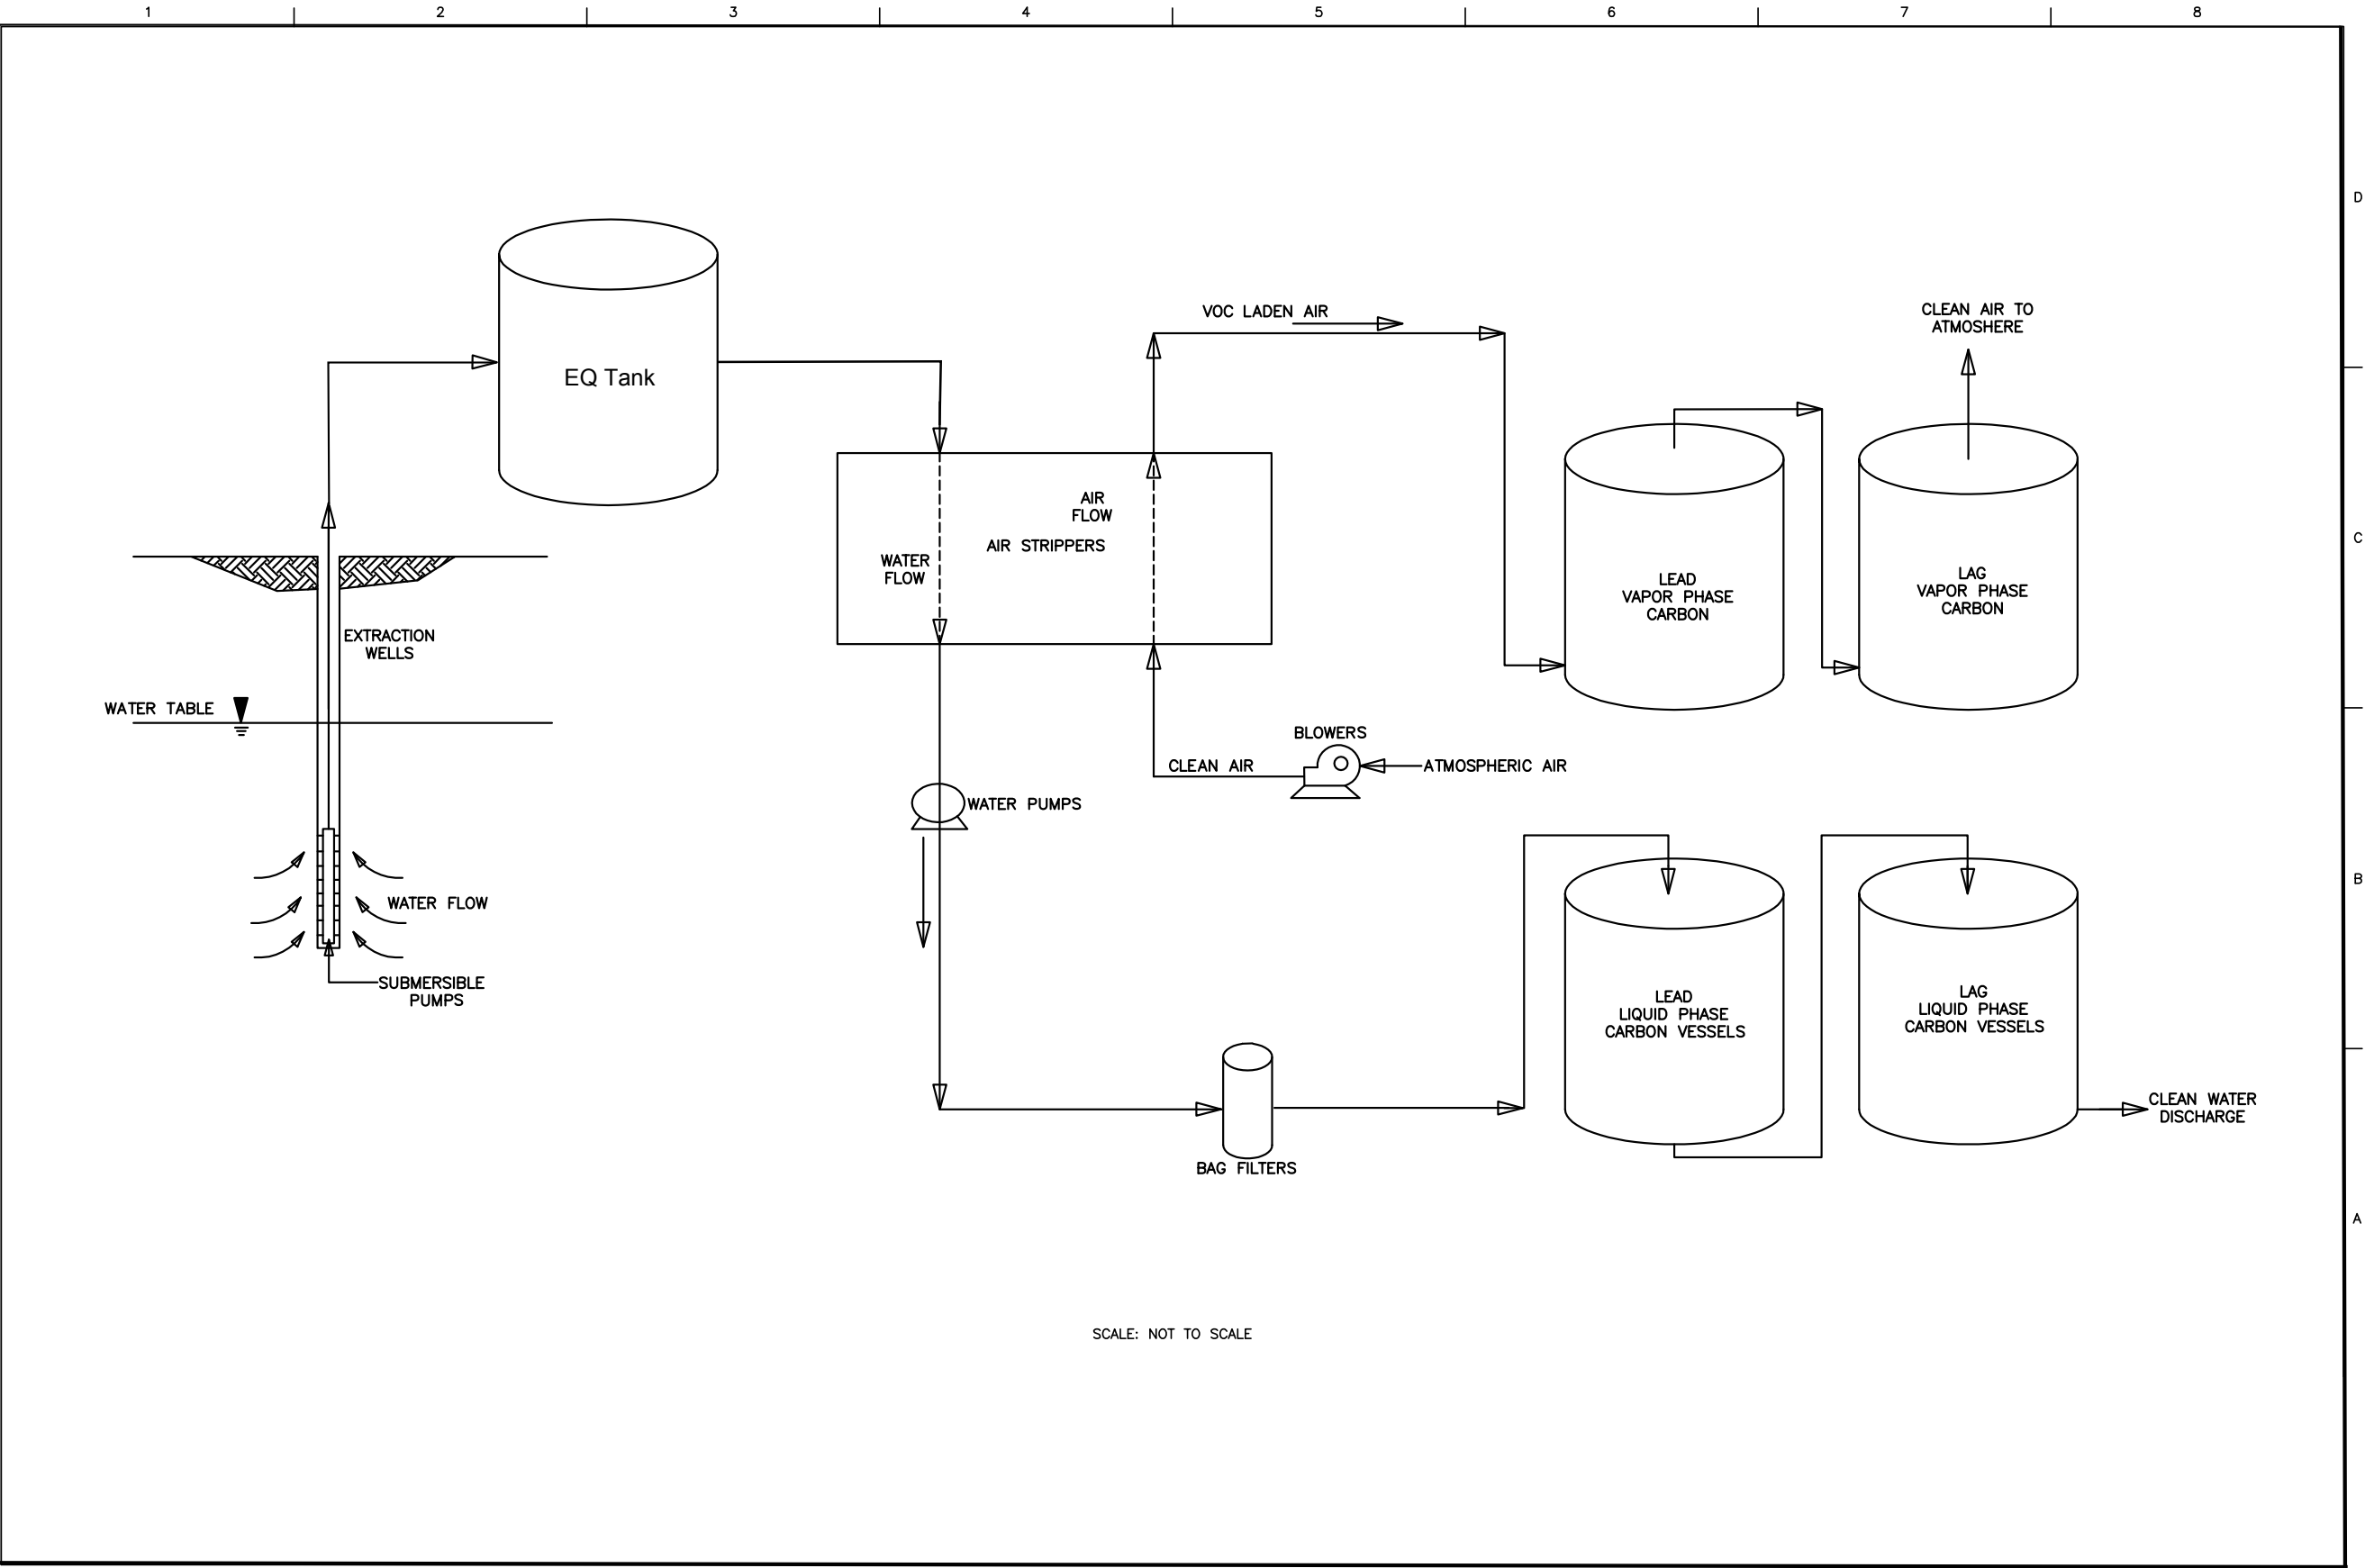 1 2 3 4 5 6 7 8
D
C
B
A
EQ Tank
VOC LADEN AIR
CLEAN AIR TO
ATMOSHERE
AIR
FLOW
AIR STRIPPERS
WATER
FLOW
LEAD
VAPOR PHASE
CARBON
LAG
VAPOR PHASE
CARBON
EXTRACTION
WELLS
WATER TABLE
BLOWERS
CLEAN AIR
ATMOSPHERIC AIR
WATER PUMPS
WATER FLOW
SUBMERSIBLE
PUMPS
LEAD
LIQUID PHASE
CARBON VESSELS
LAG
LIQUID PHASE
CARBON VESSELS
CLEAN WATER
DISCHARGE
BAG FILTERS
SCALE: NOT TO SCALE